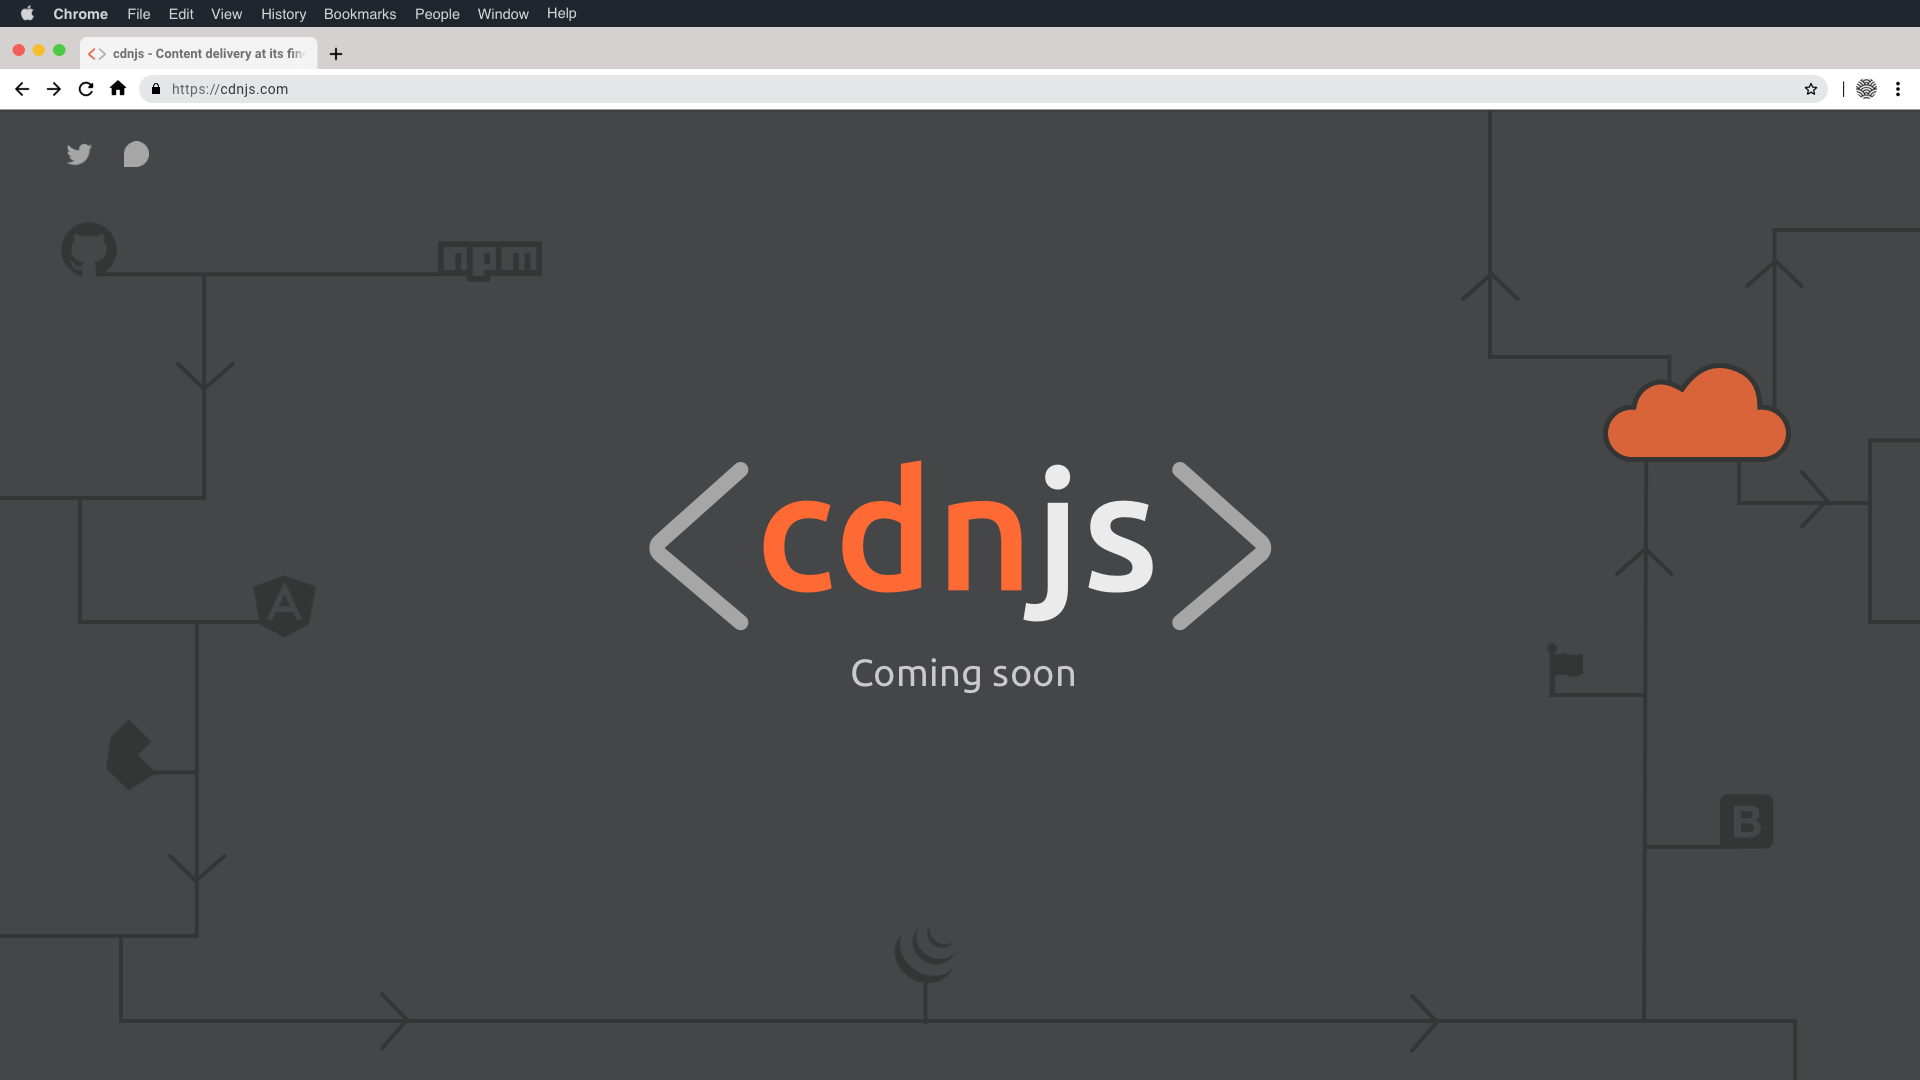 Chrome File Edit View History Bookmarks People Window Help
cdnjs - Content delivery at its fin
https://cdnjs.com
npm
A
<cdnjs>
Coming soon
B